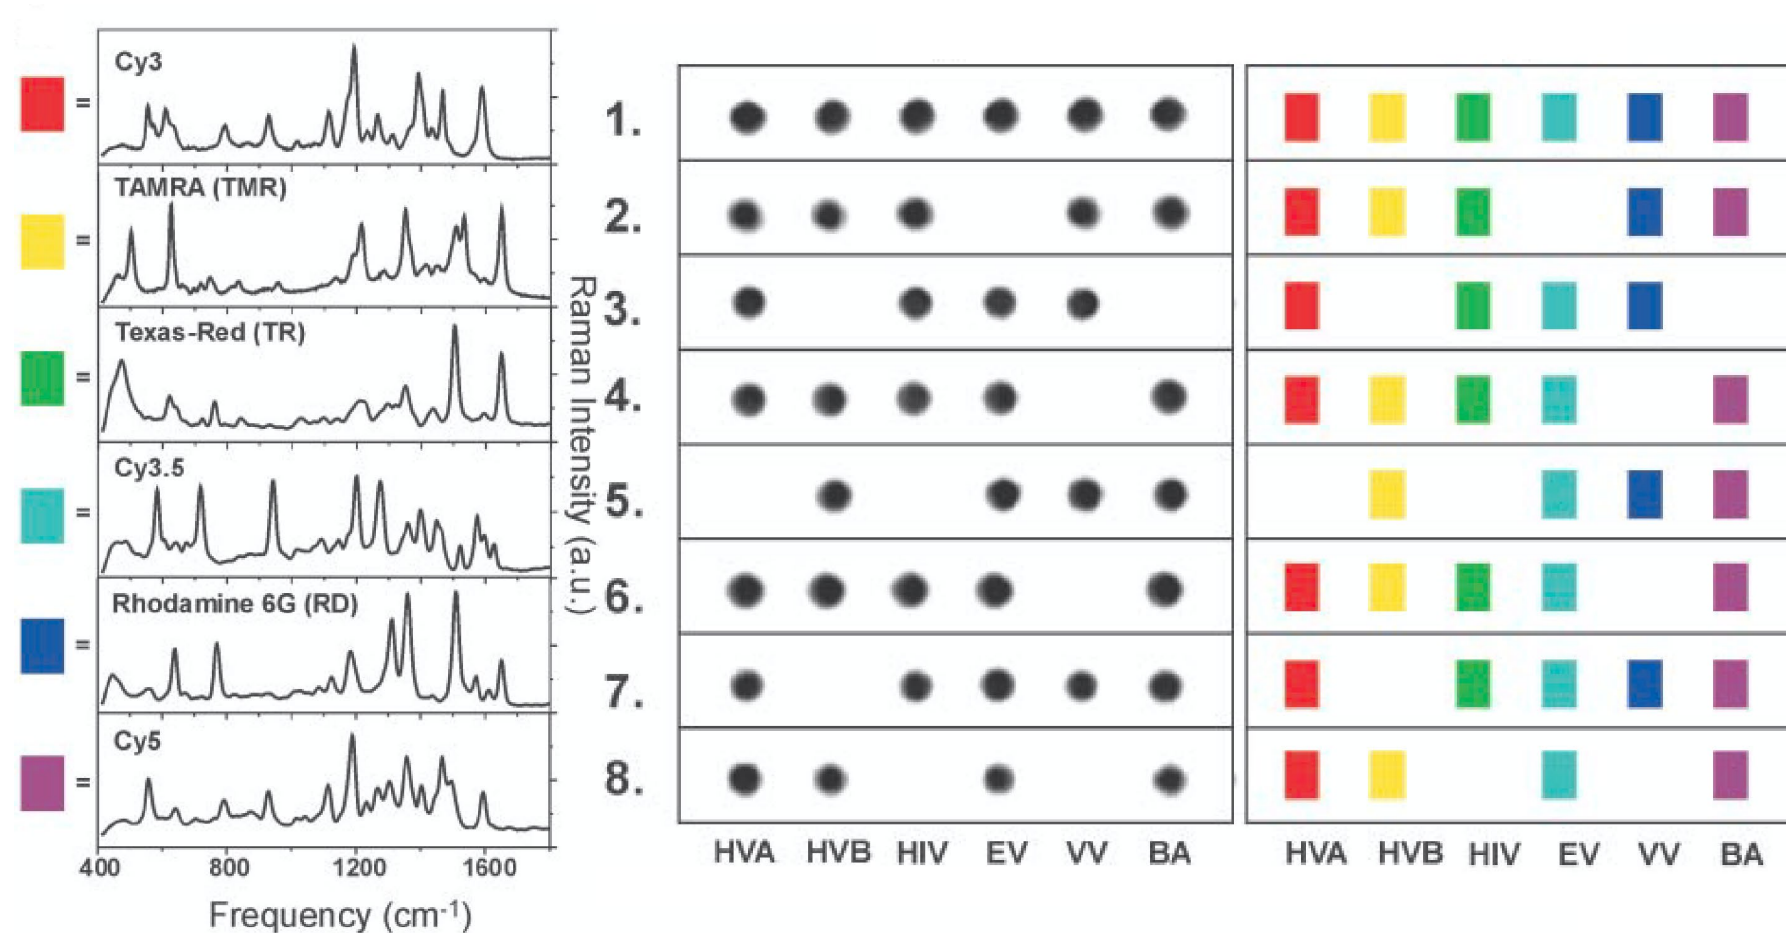 Cy3
=
TAMRA (TMR)
=
Texas-Red (TR)
=
Cy3.5
=
Rhodamine 6G (RD)
=
Cy5
=
400 800 1200 1600
Frequency (cm-1)
Raman Intensity (a.u.)
1.
2.
3.
4.
5.
6.
7.
8.
HVA HVB HIV EV VV BA
HVA HVB HIV EV VV BA